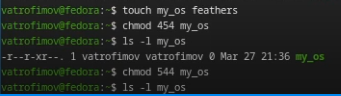 vatrofimov@fedora:~$ touch my_os feathers
vatrofimov@fedora:~$ chmod 454 my_os
vatrofimov@fedora:~$ ls -l my_os
-r--r-xr--. 1 vatrofimov vatrofimov 0 Mar 27 21:36 my_os
vatrofimov@fedora:~$ chmod 544 my_os
vatrofimov@fedora:~$ ls -l my_os